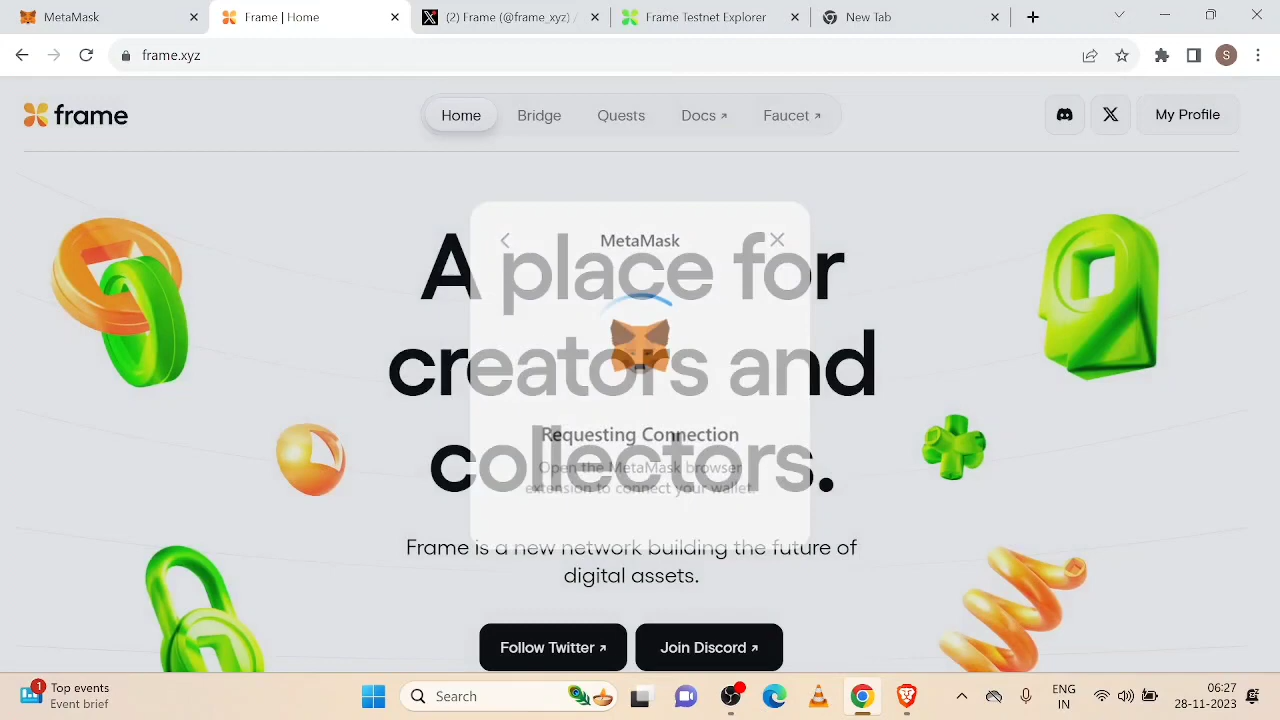 MetaMask
Frame | Home
(2) Frame (@frame_xyz) /
Frame Testnet Explorer
New Tab
frame.xyz
S
frame
Home
Bridge
Quests
Docs ↗
Faucet ↗
My Profile
A place for
creators and
collectors.
MetaMask
Requesting Connection
Open the MetaMask browser
extension to connect your wallet.
Frame is a new network building the future of
digital assets.
Follow Twitter ↗
Join Discord ↗
1
Top events
Event brief
Search
ENG
IN
06:27
28-11-2023